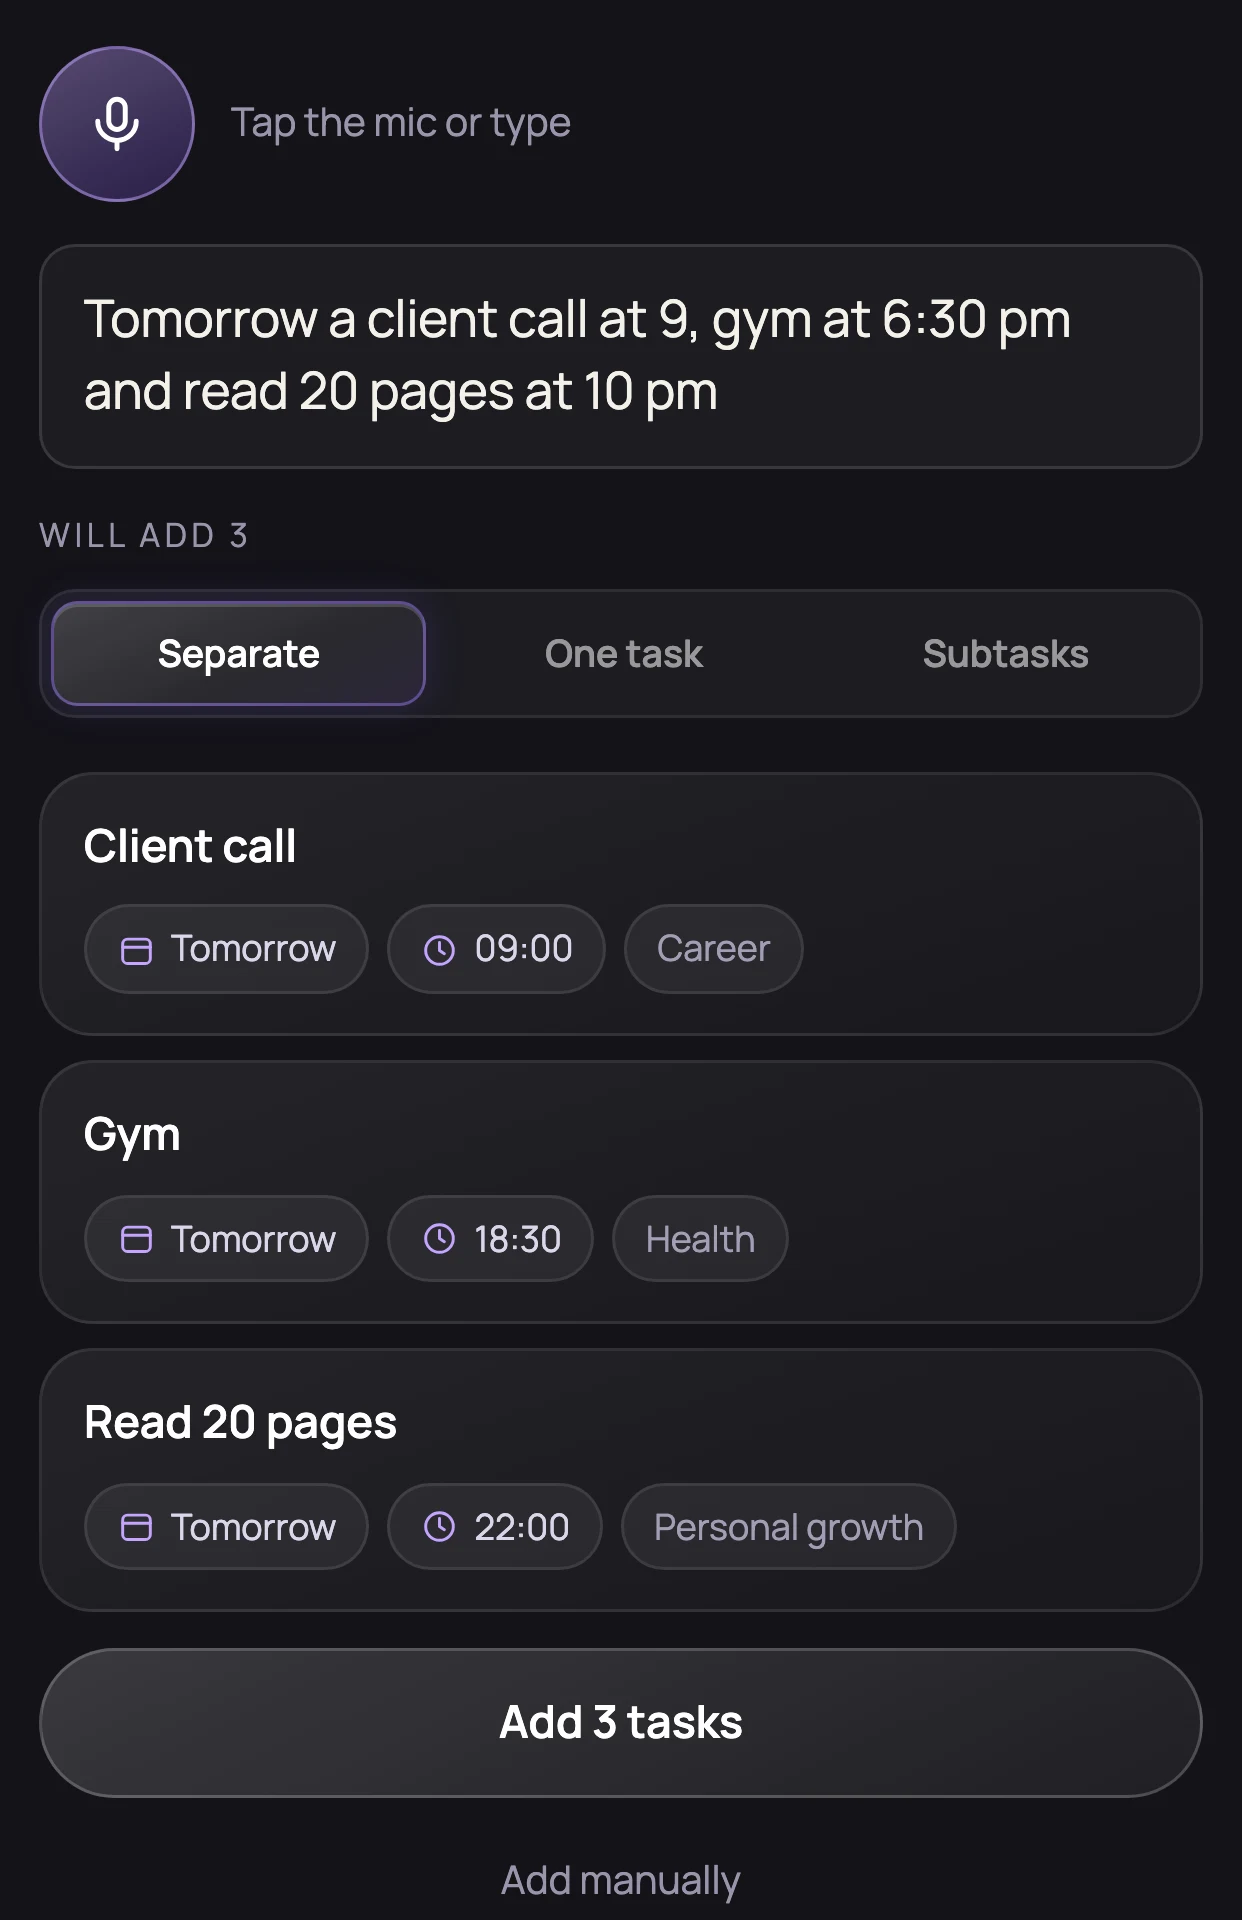 Tap the mic or type
Tomorrow a client call at 9, gym at 6:30 pm
and read 20 pages at 10 pm
WILL ADD 3
Separate
One task
Subtasks
Client call
Tomorrow
09:00
Career
Gym
Tomorrow
18:30
Health
Read 20 pages
Tomorrow
22:00
Personal growth
Add 3 tasks
Add manually